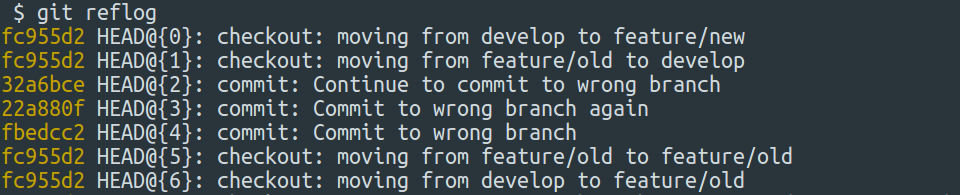 $ git reflog
fc955d2 HEAD@{0}: checkout: moving from develop to feature/new
fc955d2 HEAD@{1}: checkout: moving from feature/old to develop
32a6bce HEAD@{2}: commit: Continue to commit to wrong branch
22a880f HEAD@{3}: commit: Commit to wrong branch again
fbedcc2 HEAD@{4}: commit: Commit to wrong branch
fc955d2 HEAD@{5}: checkout: moving from feature/old to feature/old
fc955d2 HEAD@{6}: checkout: moving from develop to feature/old